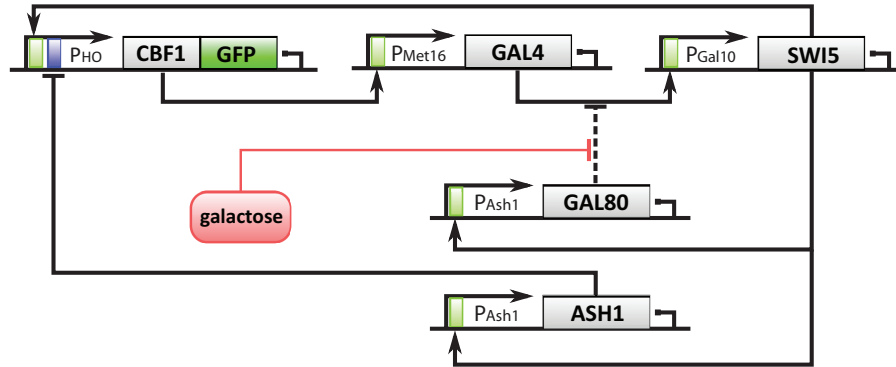 PHO CBF1 GFP PMet16 GAL4 PGal10 SWI5
galactose
PAsh1 GAL80
PAsh1 ASH1